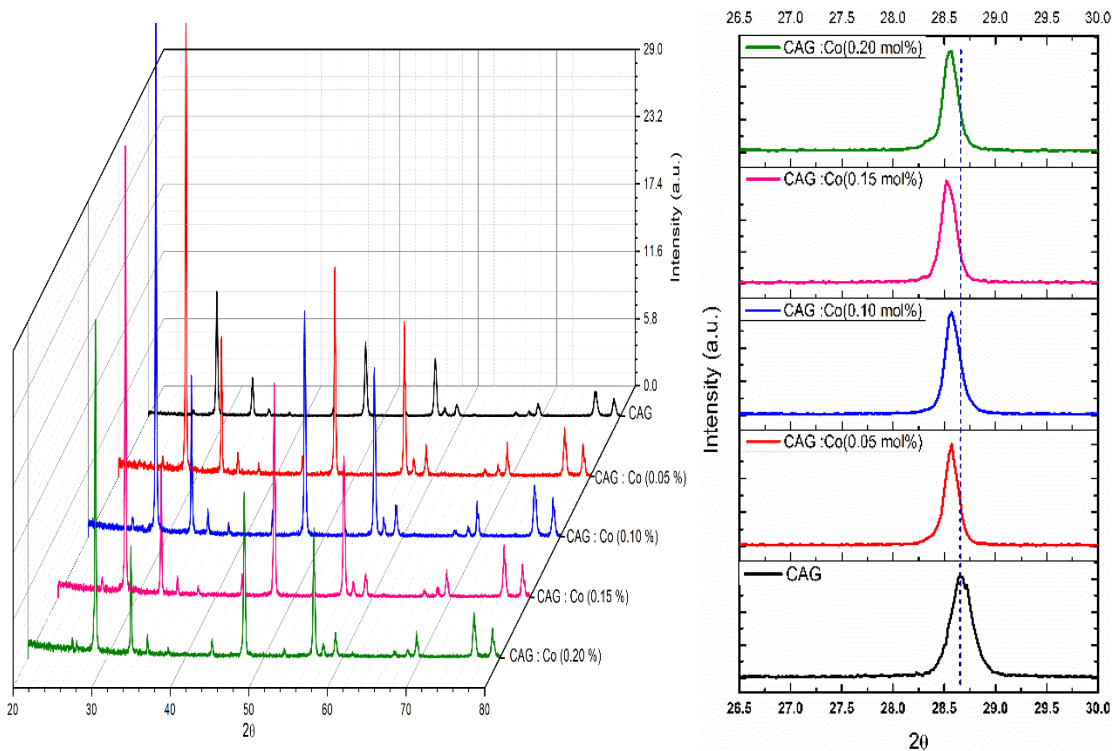 29.0
23.2
17.4
11.6
5.8
0.0
Intensity (a.u.)
CAG
CAG : Co (0.05 %)
CAG : Co (0.10 %)
CAG : Co (0.15 %)
CAG : Co (0.20 %)
20 30 40 50 60 70 80
2θ
26.5 27.0 27.5 28.0 28.5 29.0 29.5 30.0
CAG :Co(0.20 mol%)
CAG :Co(0.15 mol%)
CAG :Co(0.10 mol%)
CAG :Co(0.05 mol%)
CAG
Intensity (a.u.)
26.5 27.0 27.5 28.0 28.5 29.0 29.5 30.0
2θ